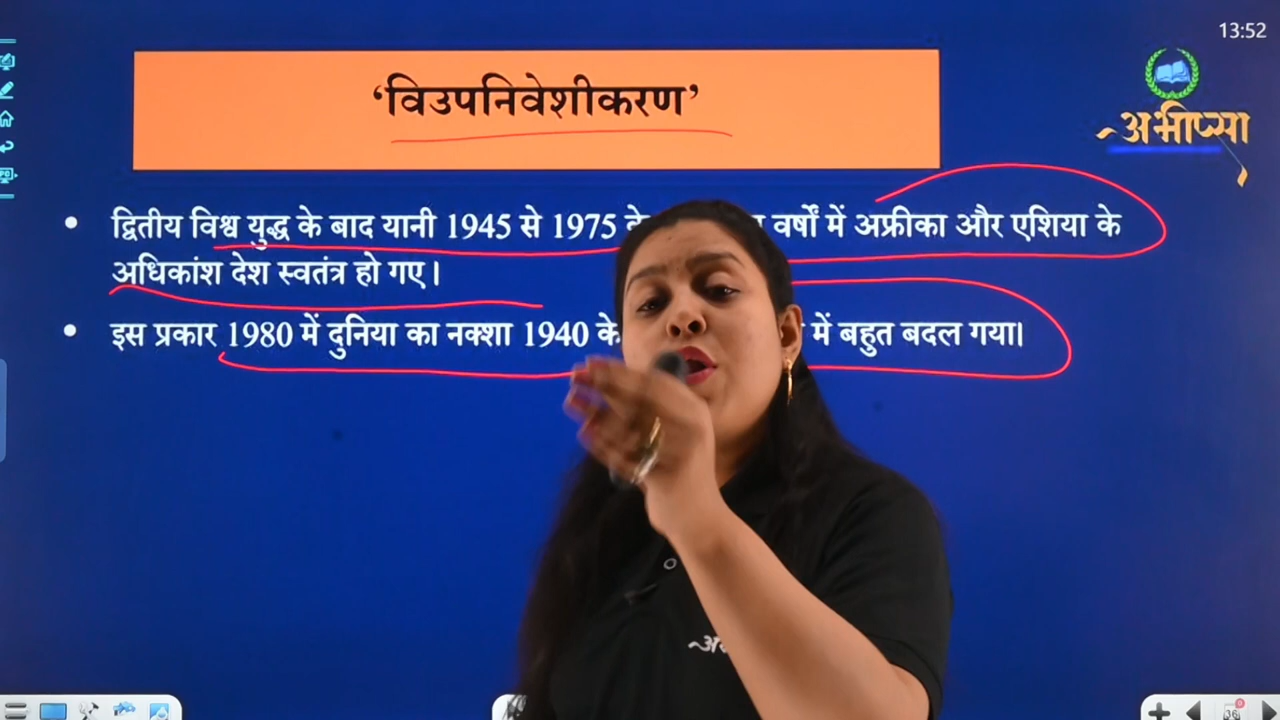 13:52
‘विउपनिवेशीकरण’
अभीप्सा
द्वितीय विश्व युद्ध के बाद यानी 1945 से 1975 वर्षों में अफ्रीका और एशिया के
अधिकांश देश स्वतंत्र हो गए।
इस प्रकार 1980 में दुनिया का नक्शा 1940 के में बहुत बदल गया।
36